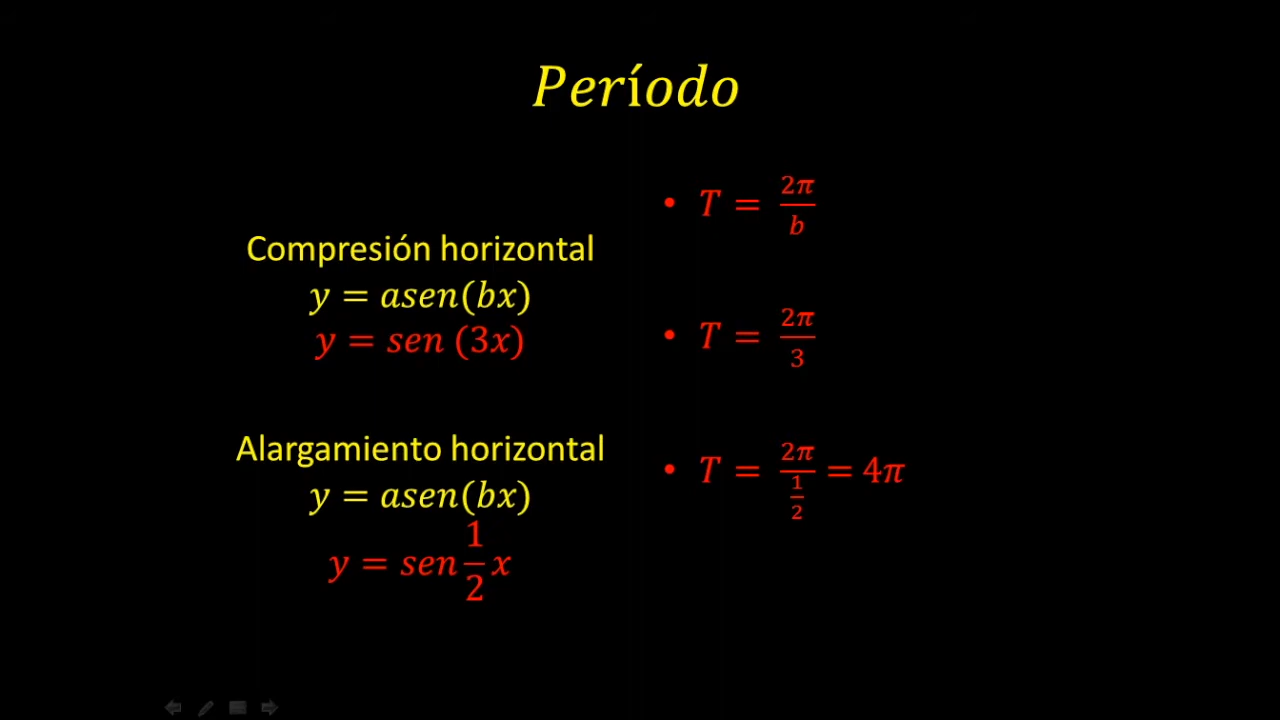 Período
Compresión horizontal
y = asen(bx)
y = sen (3x)
Alargamiento horizontal
y = asen(bx)
y = sen 1/2 x
• T = 2π/b
• T = 2π/3
• T = 2π/(1/2) = 4π